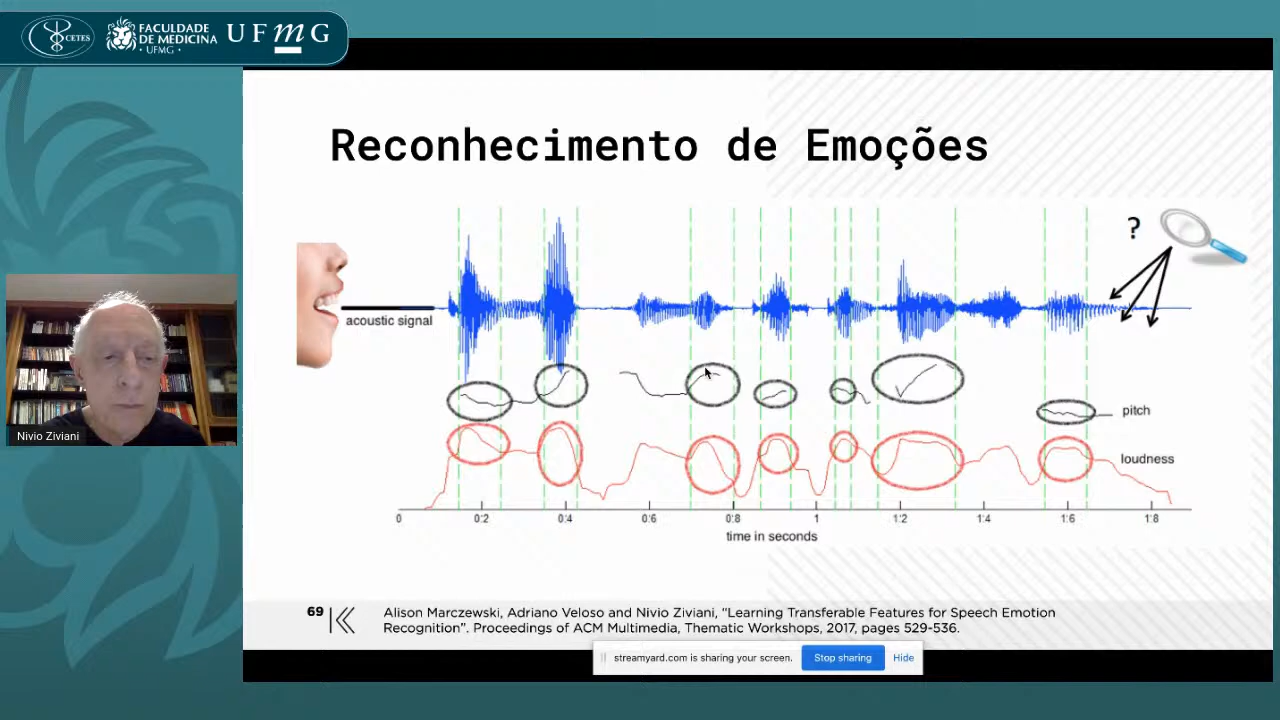 CETES
FACULDADE
DE MEDICINA
• UFMG •
UFMG
Reconhecimento de Emoções
?
acoustic signal
pitch
loudness
0 0:2 0:4 0:6 0:8 1 1:2 1:4 1:6 1:8
time in seconds
Nivio Ziviani
69
Alison Marczewski, Adriano Veloso and Nivio Ziviani, "Learning Transferable Features for Speech Emotion
Recognition". Proceedings of ACM Multimedia, Thematic Workshops, 2017, pages 529-536.
streamyard.com is sharing your screen. Stop sharing Hide